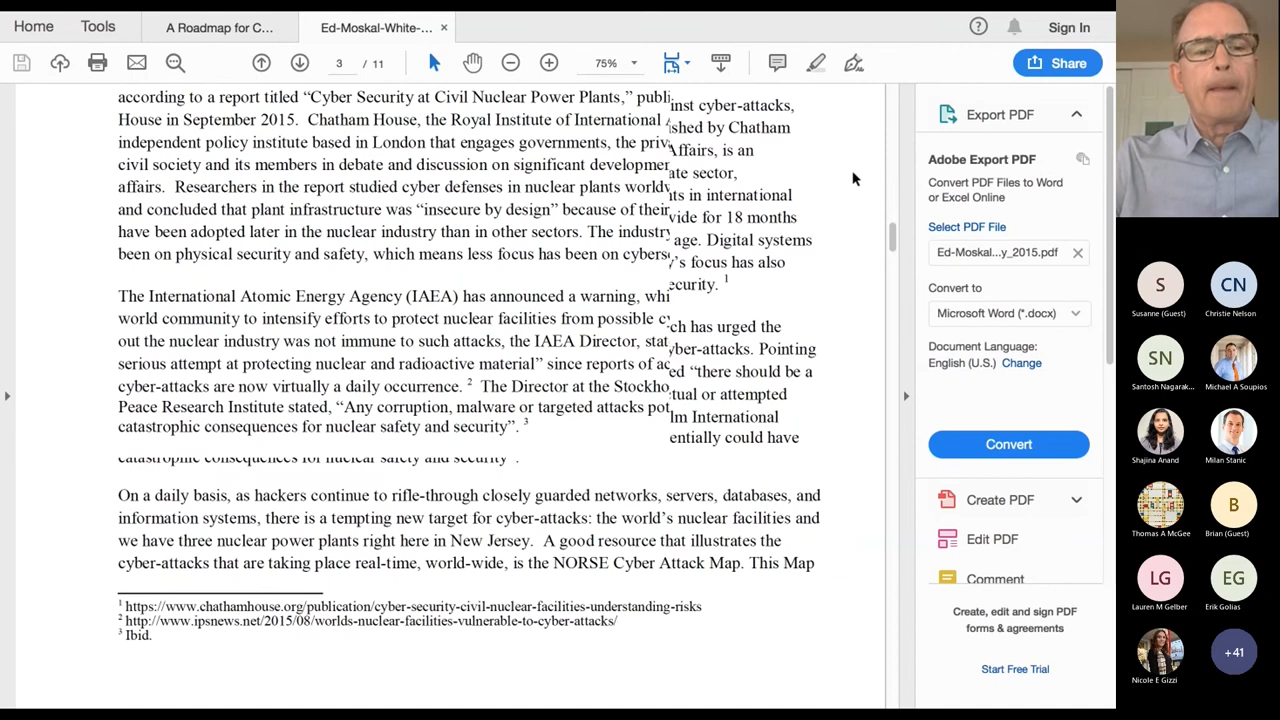 Home
Tools
A Roadmap for C...
Ed-Moskal-White-...
Sign In
3 / 11
75%
Share
according to a report titled “Cyber Security at Civil Nuclear Power Plants,” publi
House in September 2015. Chatham House, the Royal Institute of International
independent policy institute based in London that engages governments, the priv
civil society and its members in debate and discussion on significant developmen
affairs. Researchers in the report studied cyber defenses in nuclear plants worldw
and concluded that plant infrastructure was “insecure by design” because of their
have been adopted later in the nuclear industry than in other sectors. The industry
been on physical security and safety, which means less focus has been on cybers
inst cyber-attacks,
ished by Chatham
Affairs, is an
ate sector,
nts in international
vide for 18 months
age. Digital systems
y’s focus has also
ecurity. 1
The International Atomic Energy Agency (IAEA) has announced a warning, whi
world community to intensify efforts to protect nuclear facilities from possible cy
out the nuclear industry was not immune to such attacks, the IAEA Director, stat
serious attempt at protecting nuclear and radioactive material” since reports of ac
cyber-attacks are now virtually a daily occurrence. 2 The Director at the Stockho
Peace Research Institute stated, “Any corruption, malware or targeted attacks pot
catastrophic consequences for nuclear safety and security”. 3
ch has urged the
yber-attacks. Pointing
ed “there should be a
tual or attempted
lm International
entially could have
catastrophic consequences for nuclear safety and security .
On a daily basis, as hackers continue to rifle-through closely guarded networks, servers, databases, and
information systems, there is a tempting new target for cyber-attacks: the world’s nuclear facilities and
we have three nuclear power plants right here in New Jersey. A good resource that illustrates the
cyber-attacks that are taking place real-time, world-wide, is the NORSE Cyber Attack Map. This Map
1 https://www.chathamhouse.org/publication/cyber-security-civil-nuclear-facilities-understanding-risks
2 http://www.ipsnews.net/2015/08/worlds-nuclear-facilities-vulnerable-to-cyber-attacks/
3 Ibid.
Export PDF
Adobe Export PDF
Convert PDF Files to Word
or Excel Online
Select PDF File
Ed-Moskal...y_2015.pdf
Convert to
Microsoft Word (*.docx)
Document Language:
English (U.S.) Change
Convert
Create PDF
Edit PDF
Comment
Create, edit and sign PDF
forms & agreements
Start Free Trial
S
Susanne (Guest)
CN
Christie Nelson
SN
Santosh Nagarak...
Michael A Soupios
Shajina Anand
Milan Stanic
Thomas A McGee
B
Brian (Guest)
LG
Lauren M Gelber
EG
Erik Golias
Nicole E Gizzi
+41